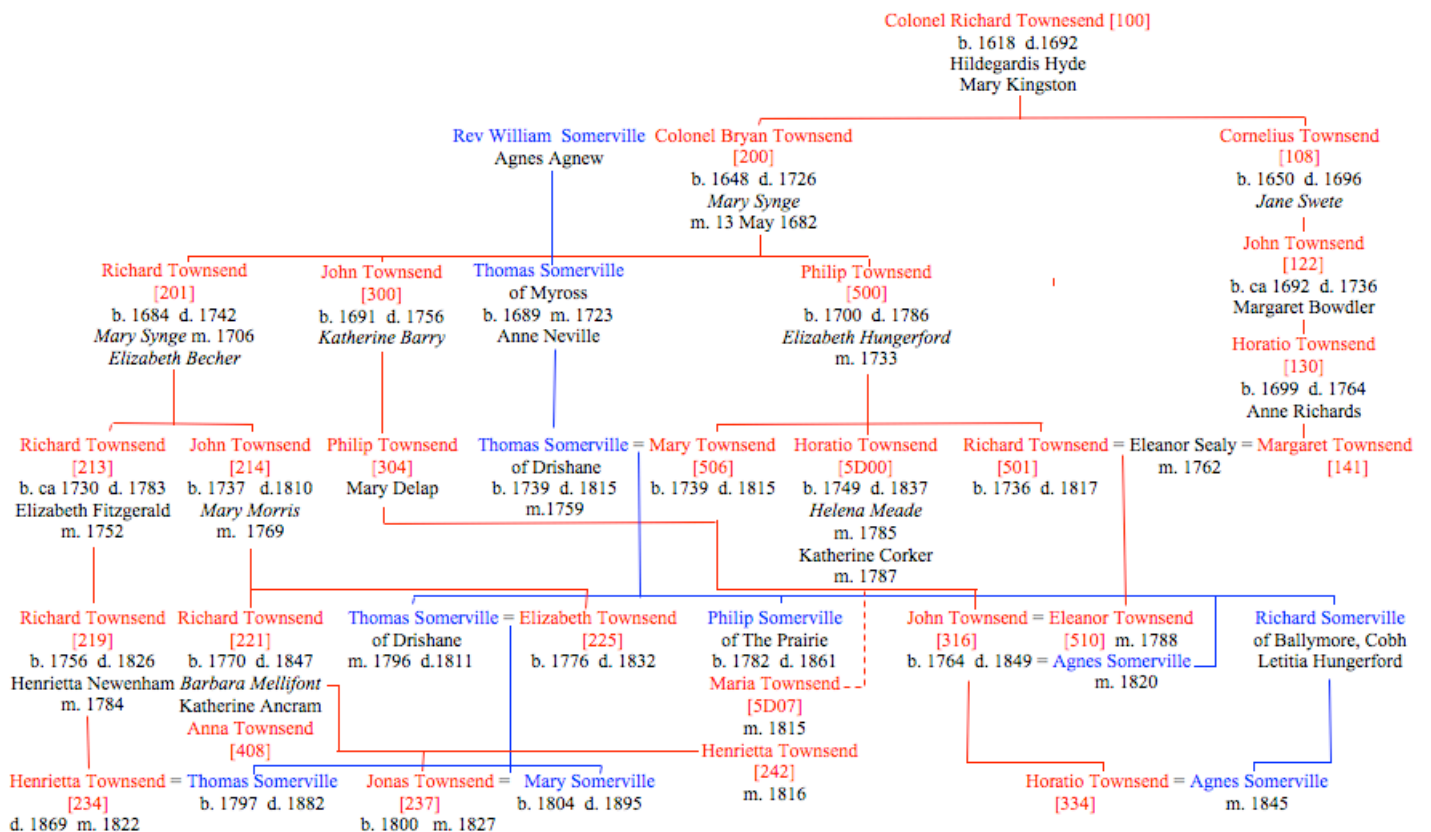 Colonel Richard Townesend [100]
b. 1618 d.1692
Hildegardis Hyde
Mary Kingston
Rev William Somerville
Agnes Agnew
Colonel Bryan Townsend
[200]
b. 1648 d. 1726
Mary Synge
m. 13 May 1682
Cornelius Townsend
[108]
b. 1650 d. 1696
Jane Swete
John Townsend
[122]
b. ca 1692 d. 1736
Margaret Bowdler
Horatio Townsend
[130]
b. 1699 d. 1764
Anne Richards
Richard Townsend
[201]
b. 1684 d. 1742
Mary Synge m. 1706
Elizabeth Becher
John Townsend
[300]
b. 1691 d. 1756
Katherine Barry
Thomas Somerville
of Myross
b. 1689 m. 1723
Anne Neville
Philip Townsend
[500]
b. 1700 d. 1786
Elizabeth Hungerford
m. 1733
Richard Townsend
[213]
b. ca 1730 d. 1783
Elizabeth Fitzgerald
m. 1752
John Townsend
[214]
b. 1737 d.1810
Mary Morris
m. 1769
Philip Townsend
[304]
Mary Delap
Thomas Somerville =
of Drishane
b. 1739 d. 1815
m.1759
Mary Townsend
[506]
b. 1739 d. 1815
Horatio Townsend
[5D00]
b. 1749 d. 1837
Helena Meade
m. 1785
Katherine Corker
m. 1787
Richard Townsend =
[501]
b. 1736 d. 1817
Eleanor Sealy =
m. 1762
Margaret Townsend
[141]
Richard Townsend
[219]
b. 1756 d. 1826
Henrietta Newenham
m. 1784
Richard Townsend
[221]
b. 1770 d. 1847
Barbara Mellifont
Katherine Ancram
Anna Townsend
[408]
Thomas Somerville =
of Drishane
m. 1796 d.1811
Elizabeth Townsend
[225]
b. 1776 d. 1832
Philip Somerville
of The Prairie
b. 1782 d. 1861
Maria Townsend
[5D07]
m. 1815
Henrietta Townsend
[242]
m. 1816
John Townsend =
[316]
b. 1764 d. 1849 =
Eleanor Townsend
[510] m. 1788
Agnes Somerville
m. 1820
Richard Somerville
of Ballymore, Cobh
Letitia Hungerford
Henrietta Townsend =
[234]
d. 1869 m. 1822
Thomas Somerville
b. 1797 d. 1882
Jonas Townsend =
[237]
b. 1800 m. 1827
Mary Somerville
b. 1804 d. 1895
Horatio Townsend =
[334]
Agnes Somerville
m. 1845